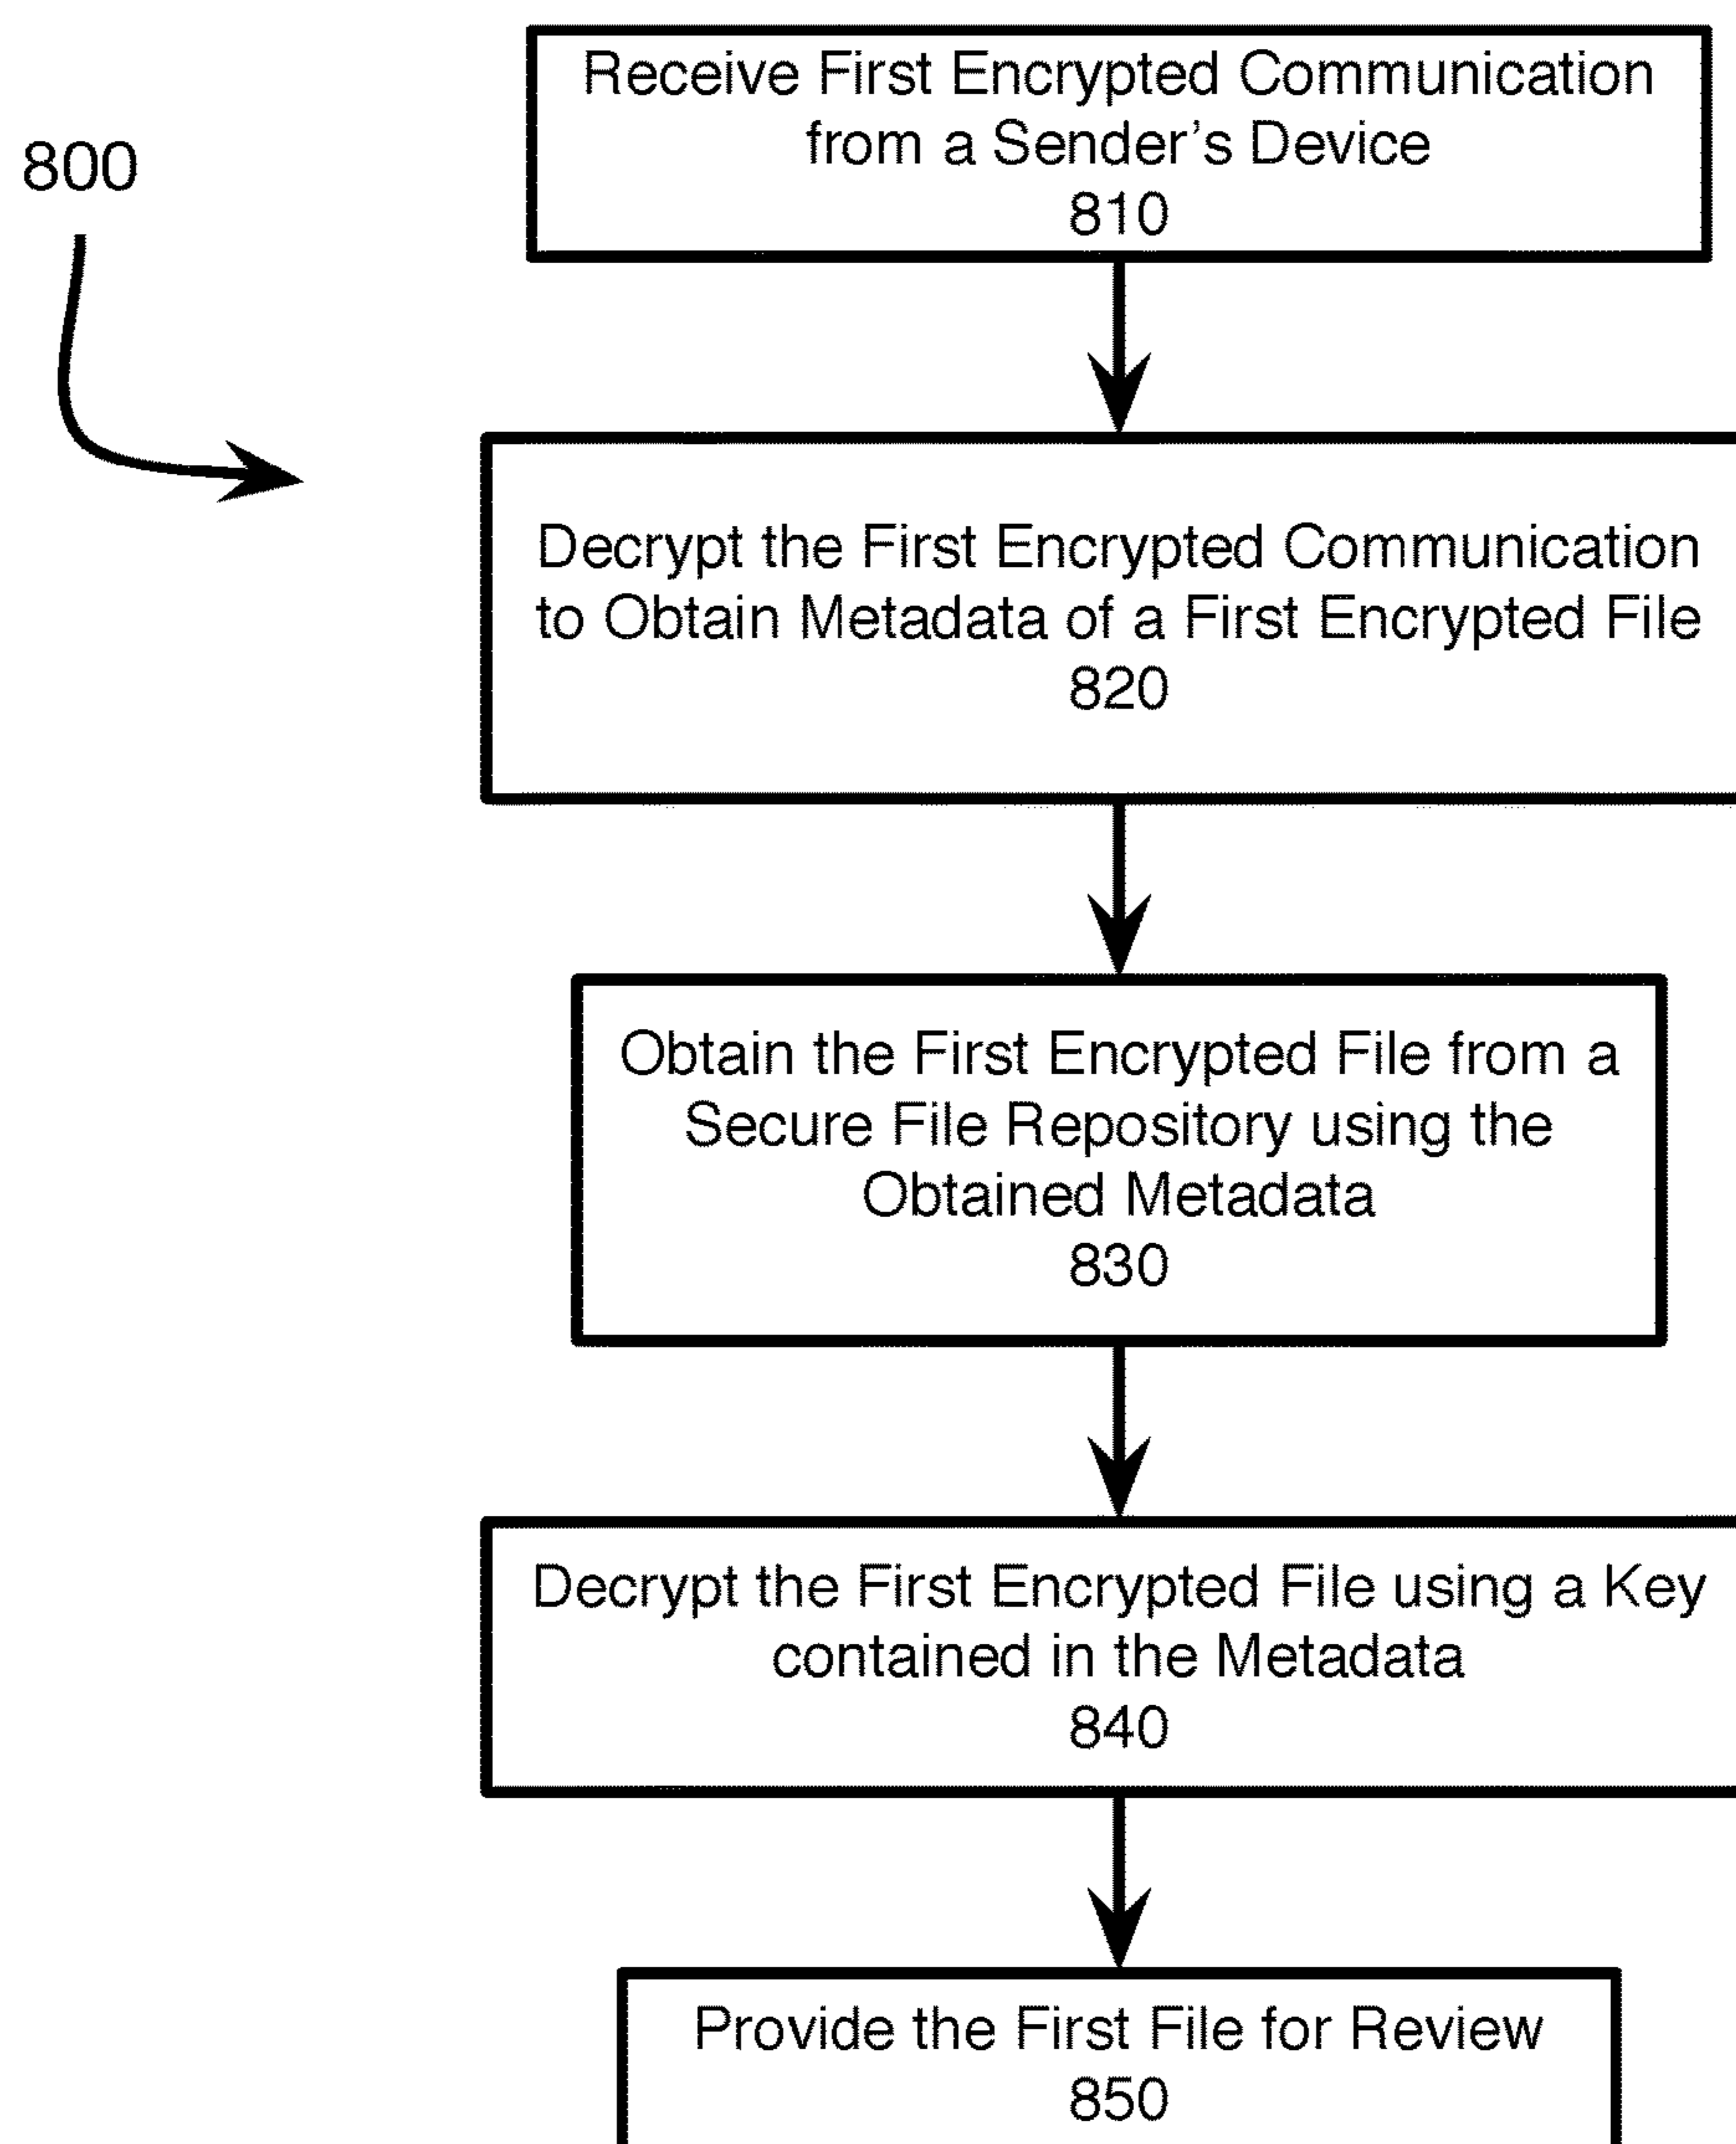 800
Receive First Encrypted Communication
from a Sender's Device
810
Decrypt the First Encrypted Communication
to Obtain Metadata of a First Encrypted File
820
Obtain the First Encrypted File from a
Secure File Repository using the
Obtained Metadata
830
Decrypt the First Encrypted File using a Key
contained in the Metadata
840
Provide the First File for Review
850